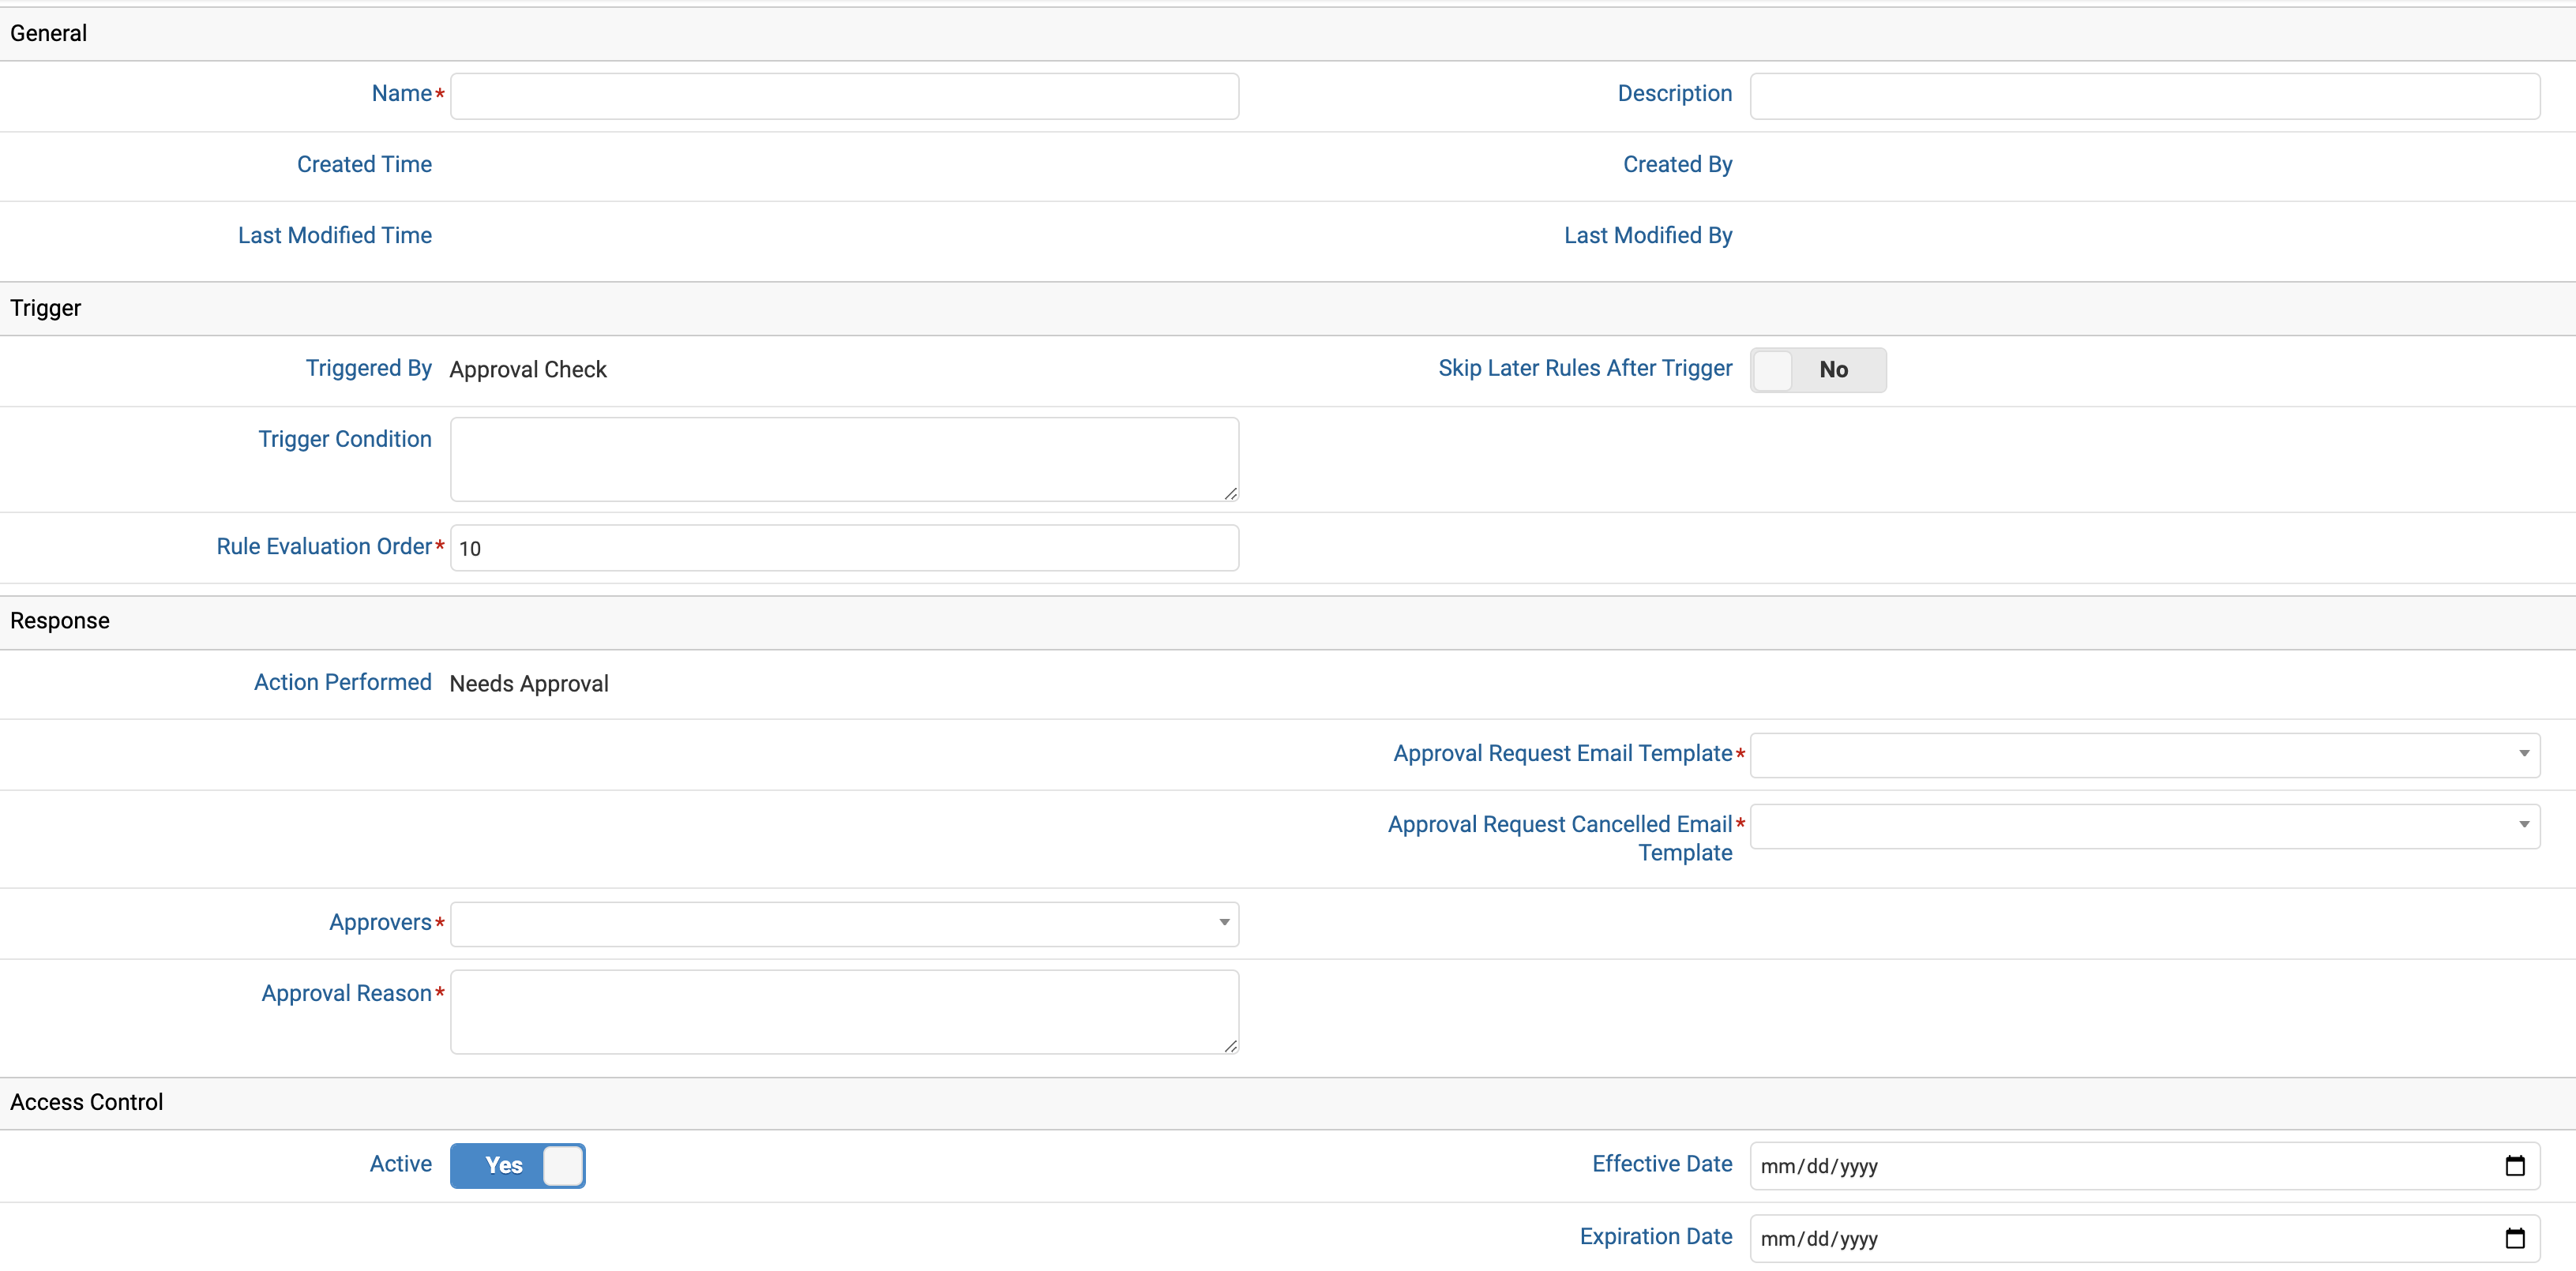 General
Name*
Description
Created Time
Created By
Last Modified Time
Last Modified By
Trigger
Triggered By Approval Check
Skip Later Rules After Trigger No
Trigger Condition
Rule Evaluation Order* 10
Response
Action Performed Needs Approval
Approval Request Email Template*
Approval Request Cancelled Email*
Template
Approvers*
Approval Reason*
Access Control
Active Yes
Effective Date mm/dd/yyyy
Expiration Date mm/dd/yyyy